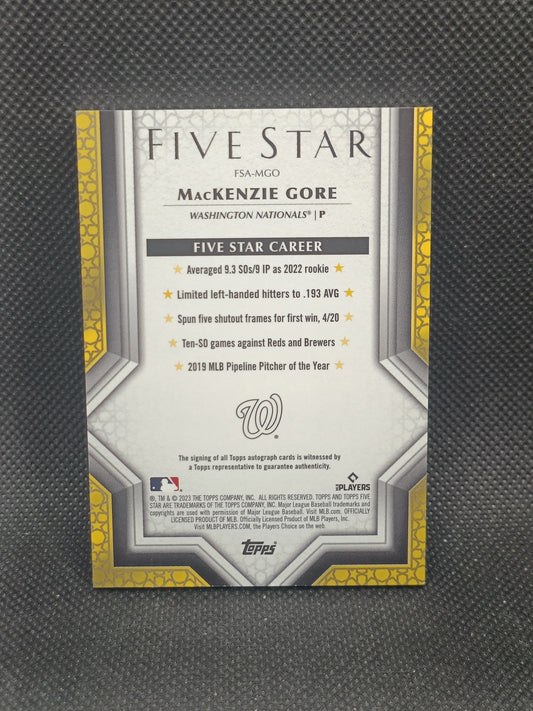 FIVE STAR
FSA-MGO
MacKENZIE GORE
WASHINGTON NATIONALS® | P
FIVE STAR CAREER
★ Averaged 9.3 SOs/9 IP as 2022 rookie ★
★ Limited left-handed hitters to .193 AVG ★
★ Spun five shutout frames for first win, 4/20 ★
★ Ten-SO games against Reds and Brewers ★
★ 2019 MLB Pipeline Pitcher of the Year ★
W®
The signing of all Topps autograph cards is witnessed by
a Topps representative to guarantee authenticity.
PLAYERS
®, TM & © 2023 THE TOPPS COMPANY, INC. ALL RIGHTS RESERVED. TOPPS AND TOPPS FIVE
STAR ARE TRADEMARKS OF THE TOPPS COMPANY, INC. Major League Baseball trademarks and
copyrights are used with permission of Major League Baseball. Visit MLB.com. OFFICIALLY
LICENSED PRODUCT OF MLB. Officially Licensed Product of MLB Players, Inc.
Visit MLBPLAYERS.COM, the Players Choice on the web.
topps®